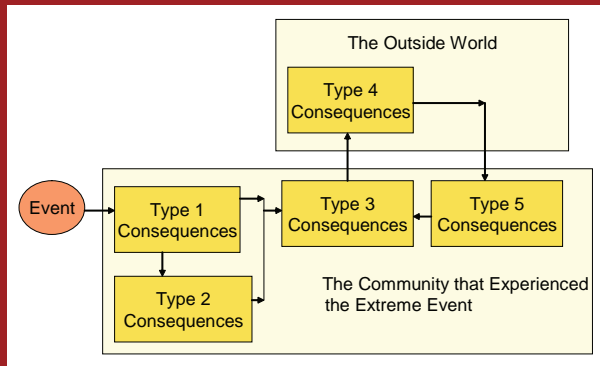 The Outside World
Type 4
Consequences
Event
Type 1
Consequences
Type 3
Consequences
Type 5
Consequences
Type 2
Consequences
The Community that Experienced
the Extreme Event